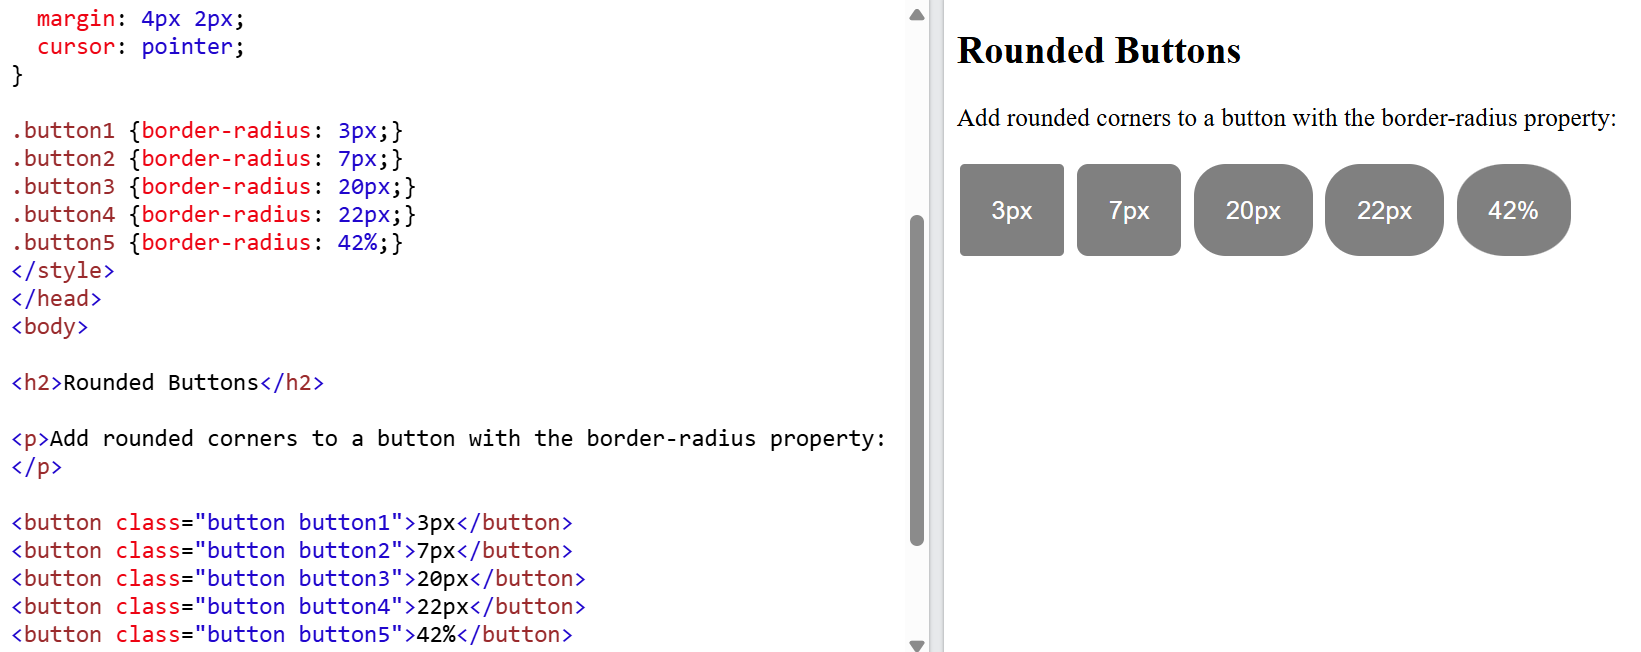 margin: 4px 2px;
  cursor: pointer;
}
.button1 {border-radius: 3px;}
.button2 {border-radius: 7px;}
.button3 {border-radius: 20px;}
.button4 {border-radius: 22px;}
.button5 {border-radius: 42%;}
</style>
</head>
<body>
<h2>Rounded Buttons</h2>
<p>Add rounded corners to a button with the border-radius property:
</p>
<button class="button button1">3px</button>
<button class="button button2">7px</button>
<button class="button button3">20px</button>
<button class="button button4">22px</button>
<button class="button button5">42%</button>
Rounded Buttons
Add rounded corners to a button with the border-radius property:
3px 7px 20px 22px 42%